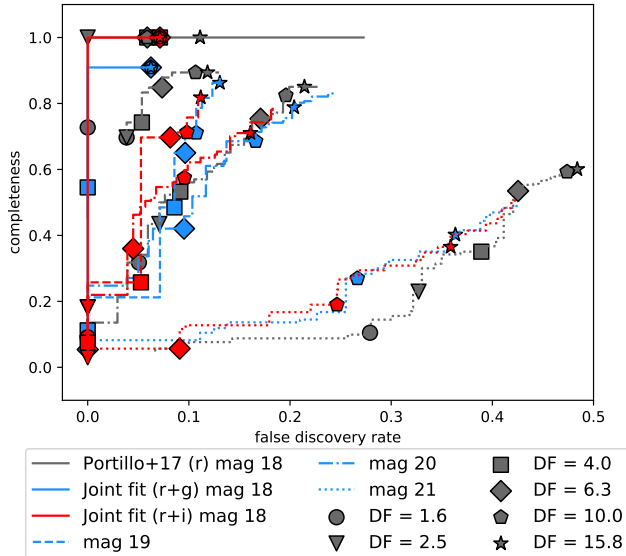 1.0
0.8
0.6
0.4
0.2
0.0
completeness
0.0 0.1 0.2 0.3 0.4 0.5
false discovery rate
Portillo+17 (r) mag 18
Joint fit (r+g) mag 18
Joint fit (r+i) mag 18
mag 19
mag 20
mag 21
DF = 1.6
DF = 2.5
DF = 4.0
DF = 6.3
DF = 10.0
DF = 15.8